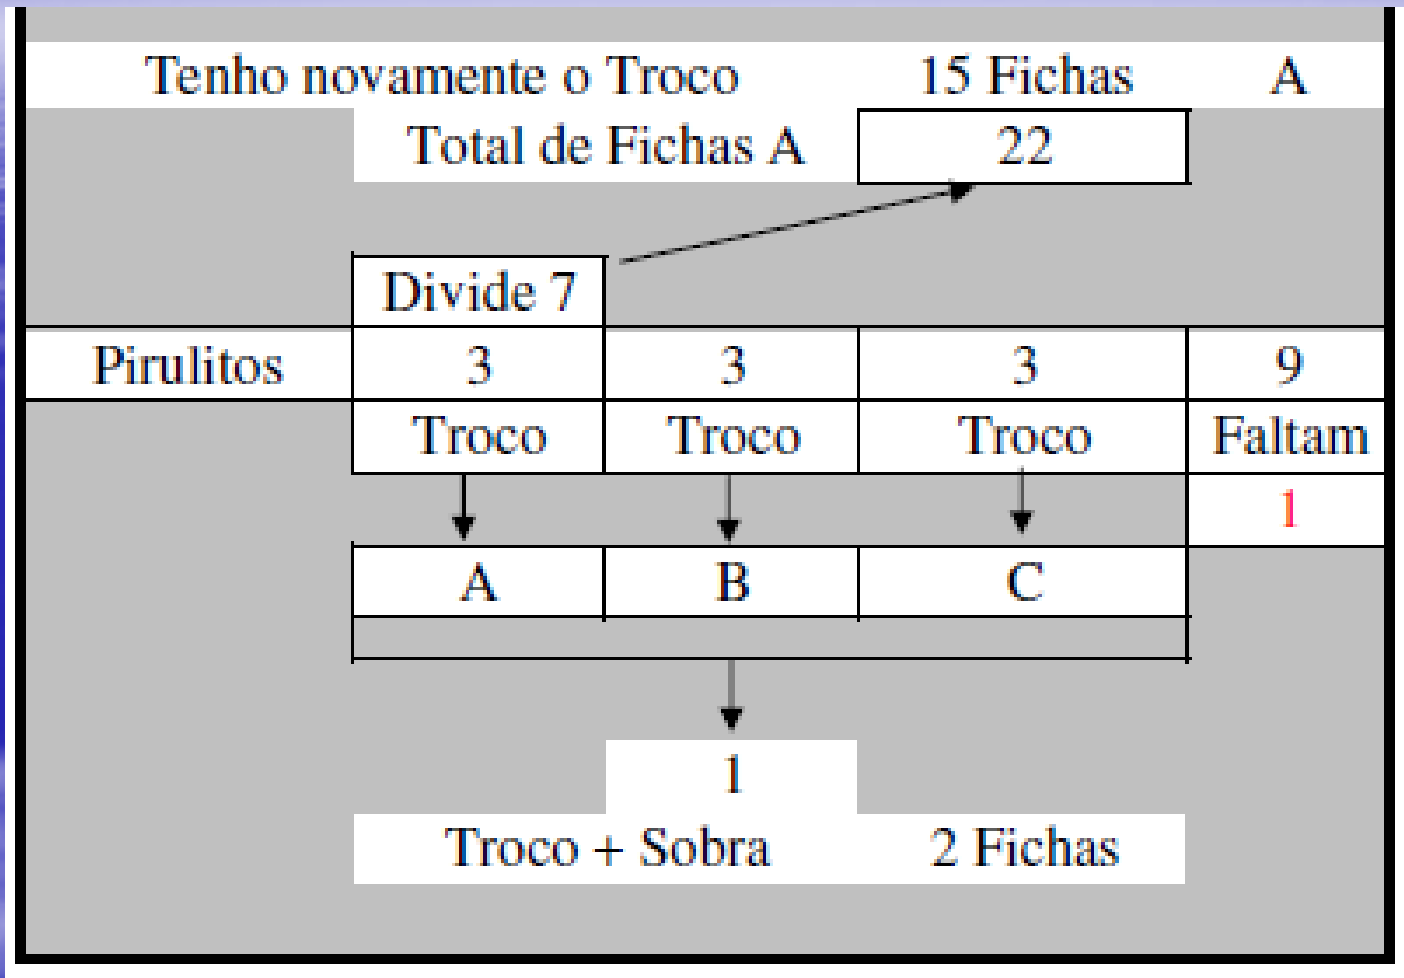 Tenho novamente o Troco 15 Fichas A
Total de Fichas A 22
Divide 7
Pirulitos 3 3 3 9
Troco Troco Troco Faltam
1
A B C
1
Troco + Sobra 2 Fichas